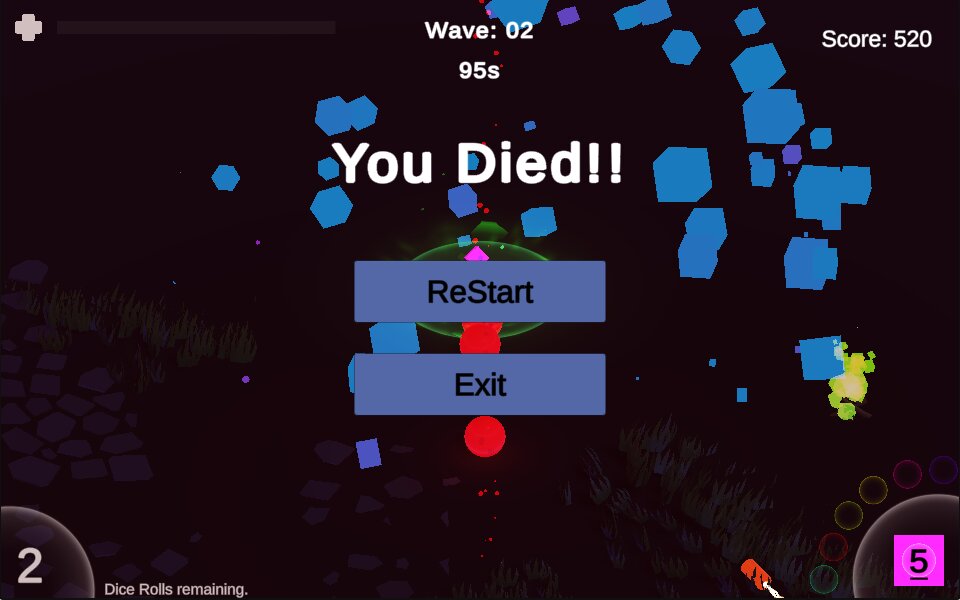 Wave: 02
Score: 520
95s
You Died!!
ReStart
Exit
2
Dice Rolls remaining.
5